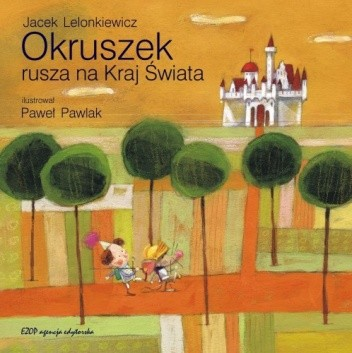 Jacek Lelonkiewicz
Okruszek
rusza na Kraj Świata
ilustrował
Paweł Pawlak
EZOP agencja edytorska